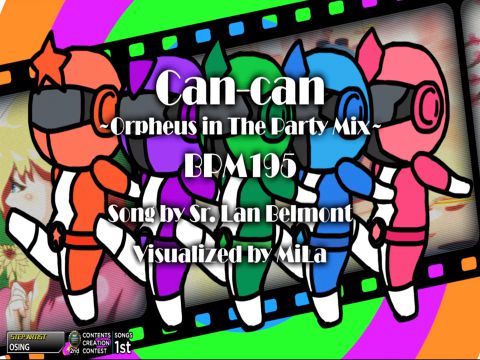 Can-can
~Orpheus in The Party Mix~
BPM195
Song by Sr. Lan Belmont
Visualized by MiLa
STEP ARTIST
OSING
2nd
CONTENTS
CREATION
CONTEST
SONGS
1st